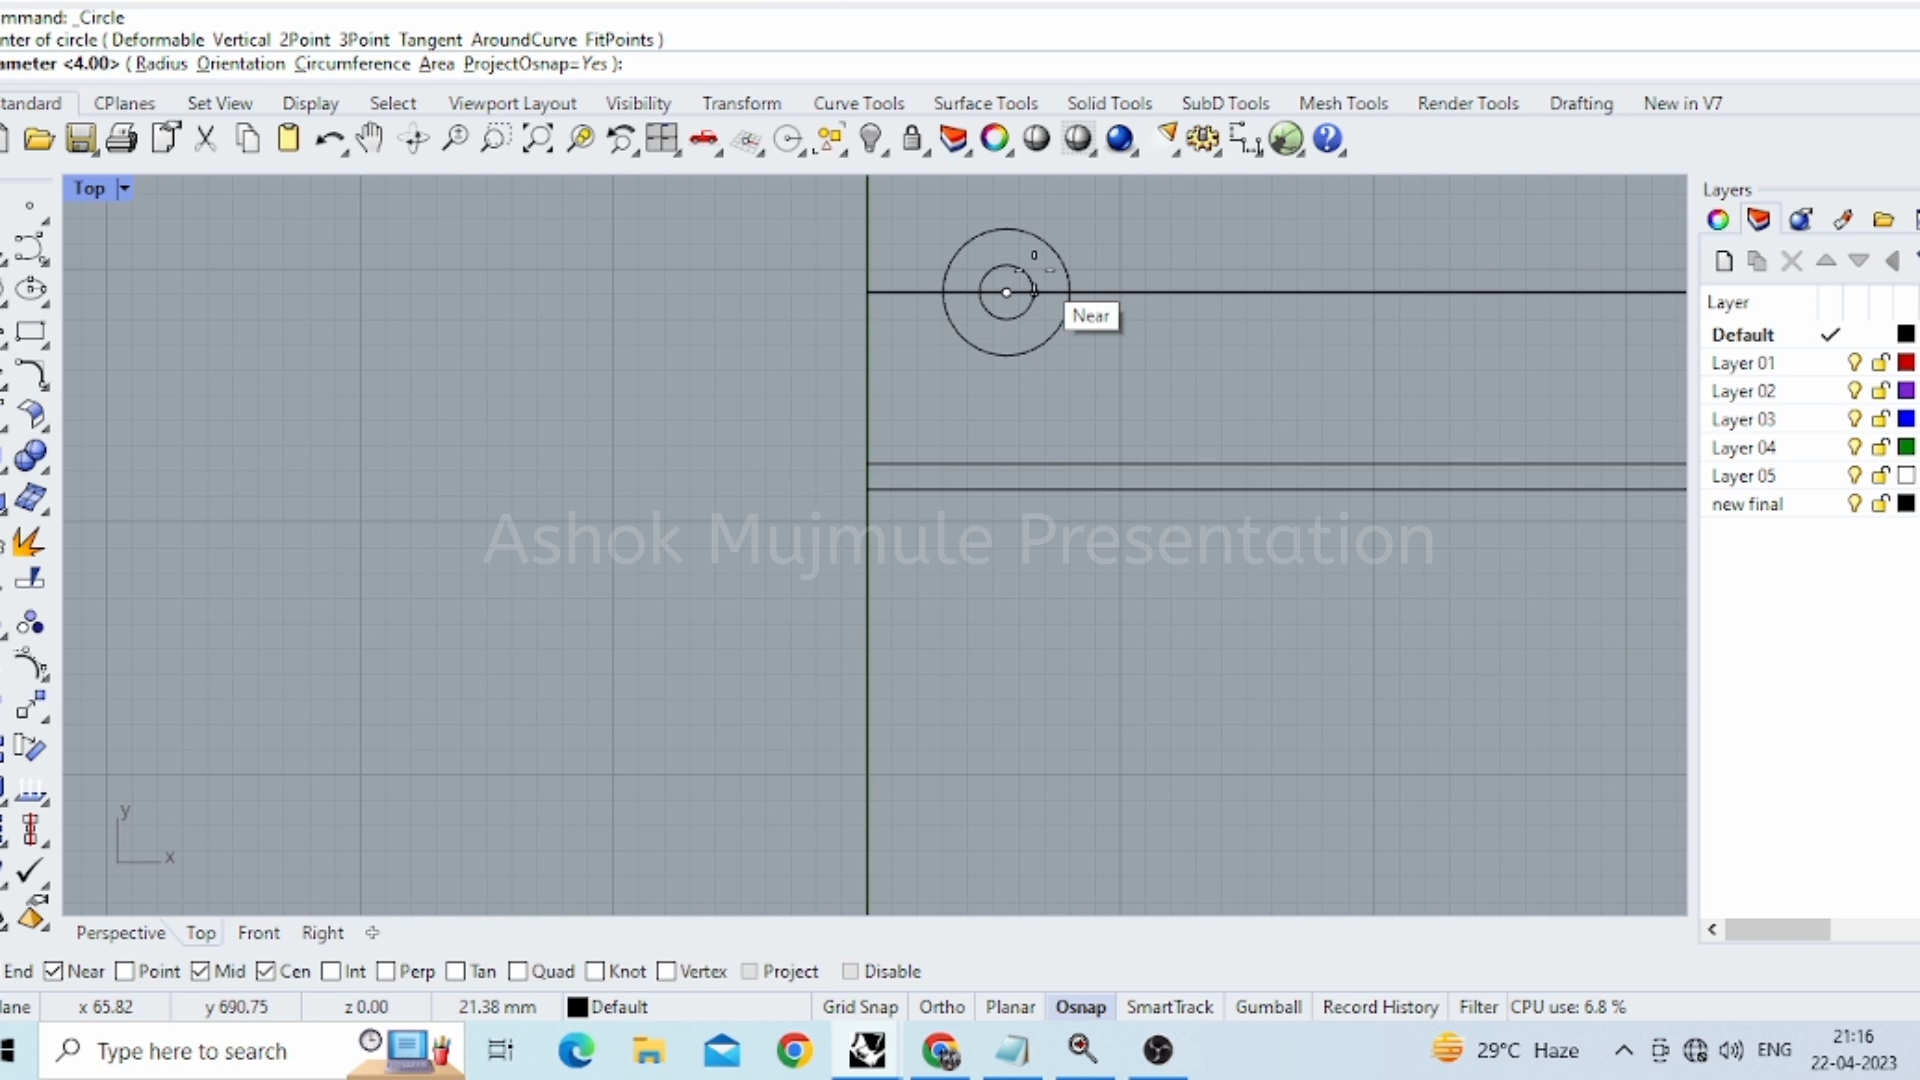 mmand: _Circle
nter of circle ( Deformable Vertical 2Point 3Point Tangent AroundCurve FitPoints )
ameter <4.00> ( Radius Orientation Circumference Area ProjectOsnap=Yes ):
tandard CPlanes Set View Display Select Viewport Layout Visibility Transform Curve Tools Surface Tools Solid Tools SubD Tools Mesh Tools Render Tools Drafting New in V7
Top
Layers
Near
Layer
Default
Layer 01
Layer 02
Layer 03
Layer 04
Layer 05
new final
Ashok Mujmule Presentation
y
x
Perspective Top Front Right
End Near Point Mid Cen Int Perp Tan Quad Knot Vertex Project Disable
lane x 65.82 y 690.75 z 0.00 21.38 mm Default Grid Snap Ortho Planar Osnap SmartTrack Gumball Record History Filter CPU use: 6.8 %
Type here to search
29°C Haze
ENG
21:16
22-04-2023